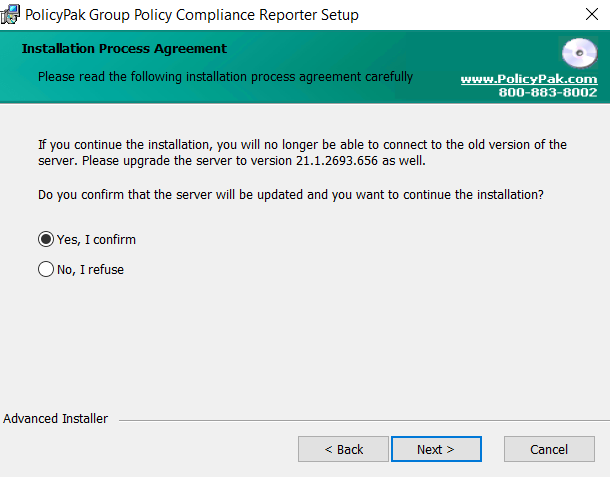 PolicyPak Group Policy Compliance Reporter Setup
Installation Process Agreement
Please read the following installation process agreement carefully
www.PolicyPak.com
800-883-8002
If you continue the installation, you will no longer be able to connect to the old version of the
server. Please upgrade the server to version 21.1.2693.656 as well.
Do you confirm that the server will be updated and you want to continue the installation?
Yes, I confirm
No, I refuse
Advanced Installer
< Back
Next >
Cancel